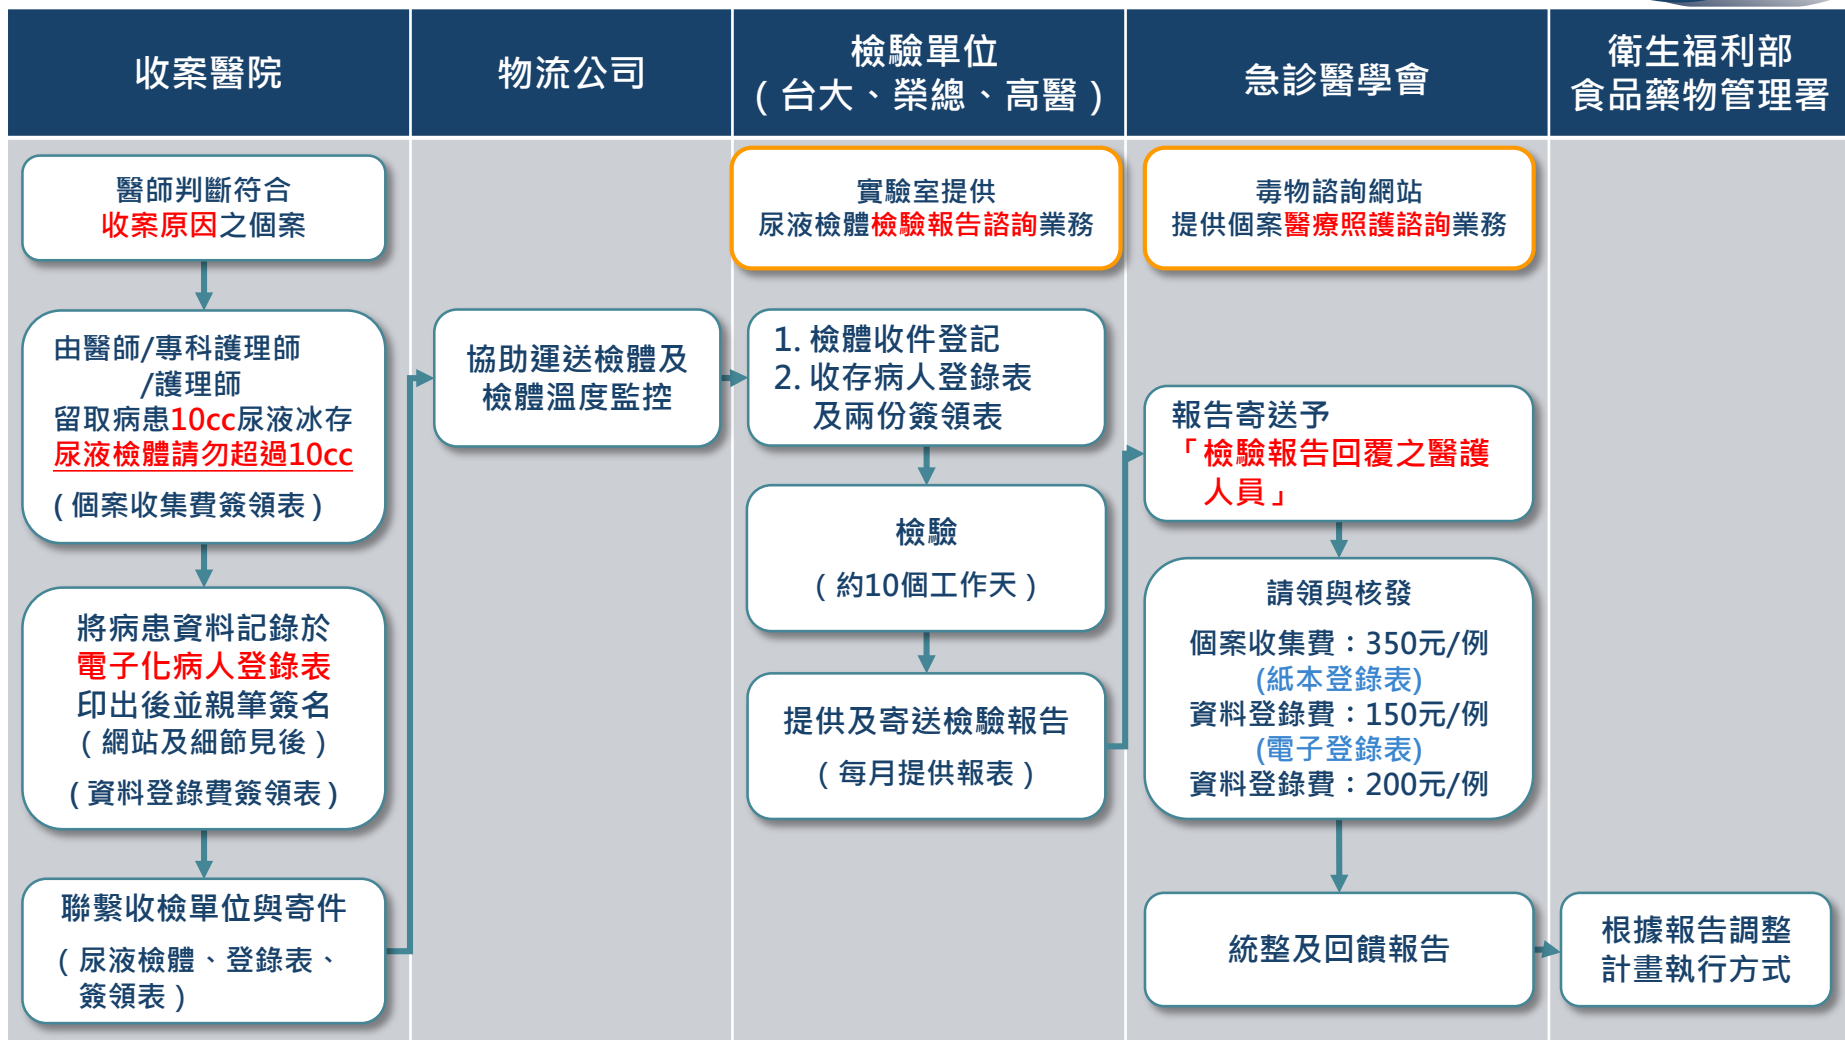 收案醫院
物流公司
檢驗單位
（台大、榮總、高醫）
急診醫學會
衛生福利部
食品藥物管理署
醫師判斷符合
收案原因之個案
由醫師/專科護理師
/護理師
留取病患10cc尿液冰存
尿液檢體請勿超過10cc
（個案收集費簽領表）
將病患資料記錄於
電子化病人登錄表
印出後並親筆簽名
（網站及細節見後）
（資料登錄費簽領表）
聯繫收檢單位與寄件
（尿液檢體、登錄表、
簽領表）
協助運送檢體及
檢體溫度監控
實驗室提供
尿液檢體檢驗報告諮詢業務
1. 檢體收件登記
2. 收存病人登錄表
及兩份簽領表
檢驗
（約10個工作天）
提供及寄送檢驗報告
（每月提供報表）
毒物諮詢網站
提供個案醫療照護諮詢業務
報告寄送予
「檢驗報告回覆之醫護
人員」
請領與核發
個案收集費：350元/例
(紙本登錄表)
資料登錄費：150元/例
(電子登錄表)
資料登錄費：200元/例
統整及回饋報告
根據報告調整
計畫執行方式